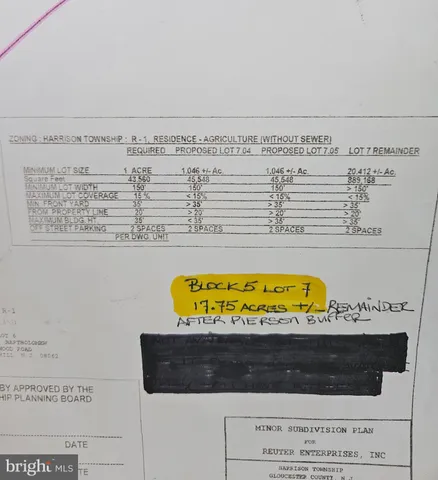 ZONING : HARRISON TOWNSHIP : R - 1, RESIDENCE - AGRICULTURE (WITHOUT SEWER)
REQUIRED PROPOSED LOT 7.04 PROPOSED LOT 7.05 LOT 7 REMAINDER
MINIMUM LOT SIZE 1 ACRE 1.046 +/- Ac. 1.046 +/- Ac. 20.412 +/- Ac.
Square Feet 43,560 45,548 45,548 889,168
MINIMUM LOT WIDTH 150' 150' 150' > 150'
MAXIMUM LOT COVERAGE 15 % < 15% < 15% < 15%
MIN. FRONT YARD 35' > 35' > 35' > 35'
FROM PROPERTY LINE 20' > 20' > 20' > 20'
MAXIMUM BLDG. HT. 35' < 35' > 35' > 35'
OFF STREET PARKING 2 SPACES 2 SPACES 2 SPACES 2 SPACES
PER DWG. UNIT
BLOCK 5 LOT 7
17.75 ACRES +/- REMAINDER
AFTER PIERSON BUFFER
R-1
BY APPROVED BY THE
HIP PLANNING BOARD
DATE
DATE
MINOR SUBDIVISION PLAN
FOR
REUTER ENTERPRISES, INC
HARRISON TOWNSHIP
GLOUCESTER COUNTY, N.J.
bright MLS